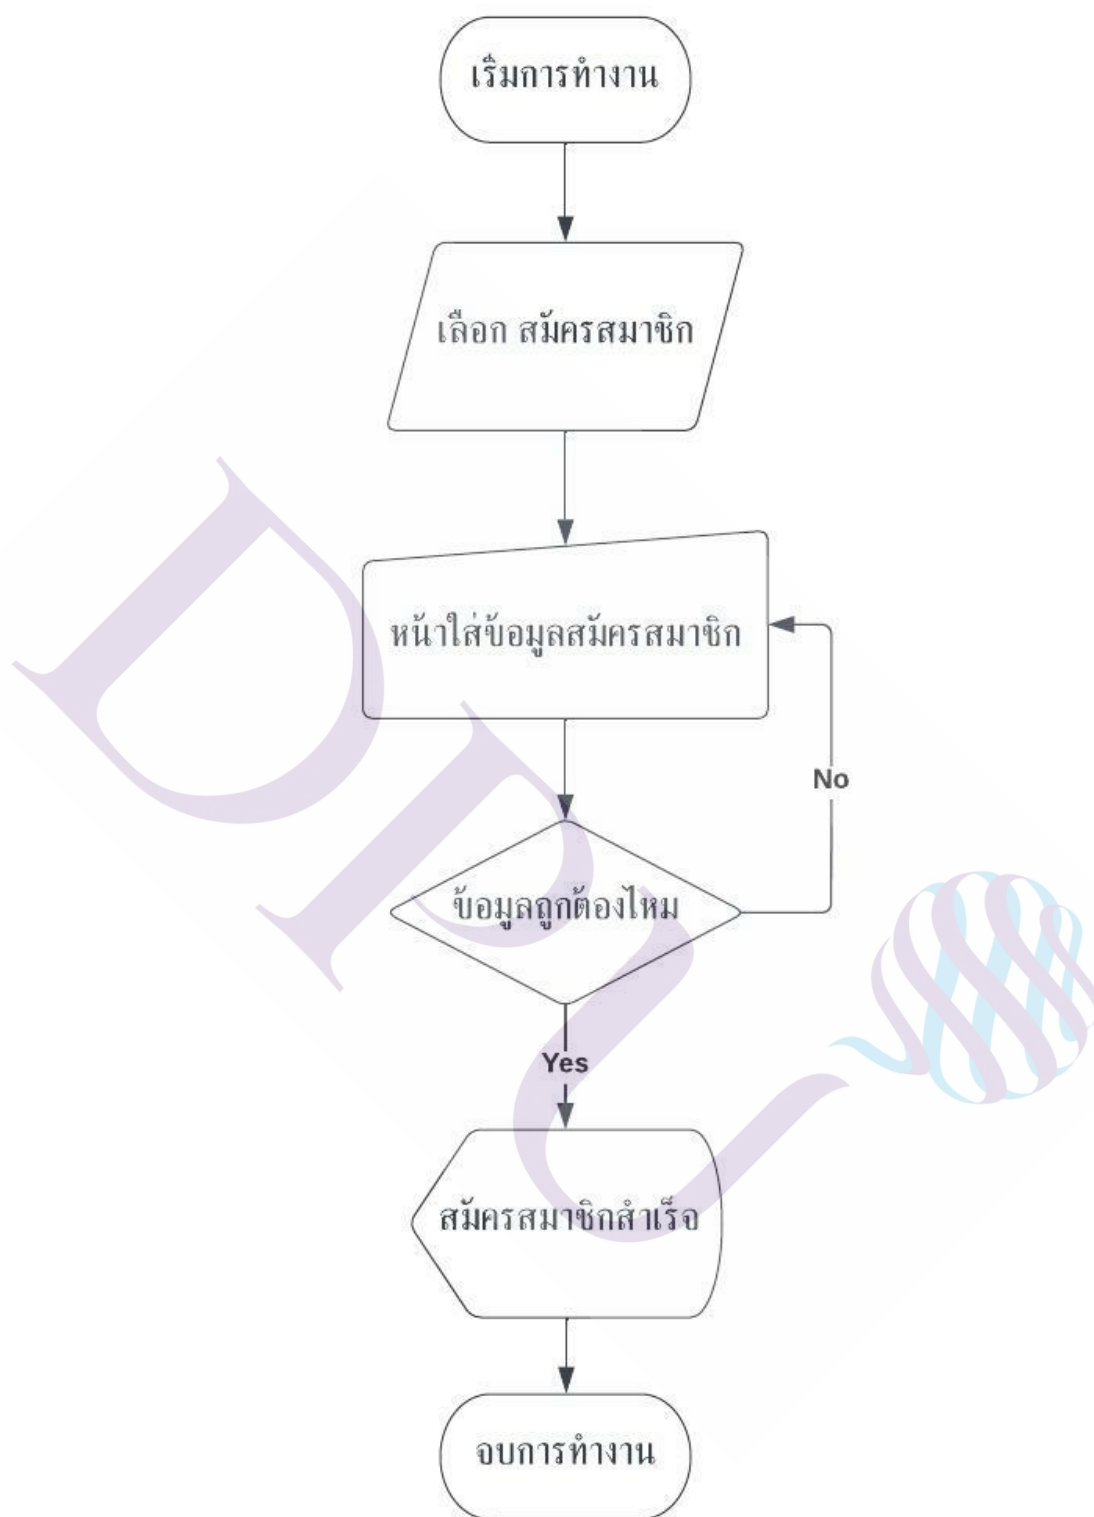 เริ่มการทำงาน
เลือก สมัครสมาชิก
หน้าใส่ข้อมูลสมัครสมาชิก
No
ข้อมูลถูกต้องไหม
Yes
สมัครสมาชิกสำเร็จ
จบการทำงาน
DPU